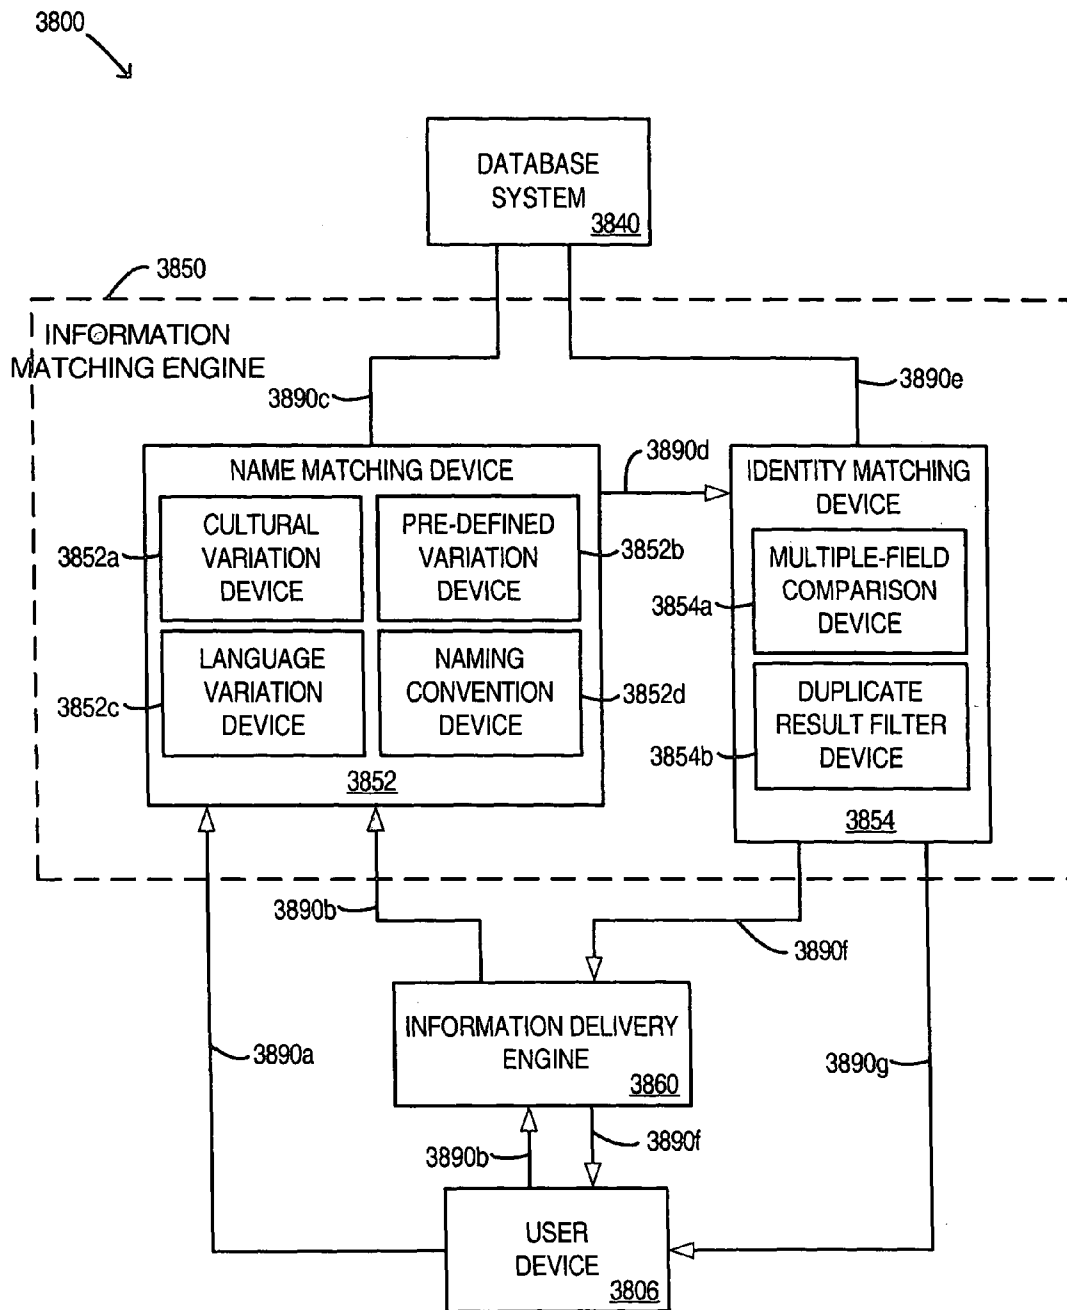 3800
DATABASE
SYSTEM
3840
3850
INFORMATION
MATCHING ENGINE
3890c
3890e
3890d
NAME MATCHING DEVICE
IDENTITY MATCHING
DEVICE
CULTURAL
VARIATION
DEVICE
3852a
PRE-DEFINED
VARIATION
DEVICE
3852b
MULTIPLE-FIELD
COMPARISON
DEVICE
3854a
LANGUAGE
VARIATION
DEVICE
3852c
NAMING
CONVENTION
DEVICE
3852d
DUPLICATE
RESULT FILTER
DEVICE
3854b
3852
3854
3890b
3890f
INFORMATION DELIVERY
ENGINE
3860
3890a
3890g
3890b
3890f
USER
DEVICE
3806